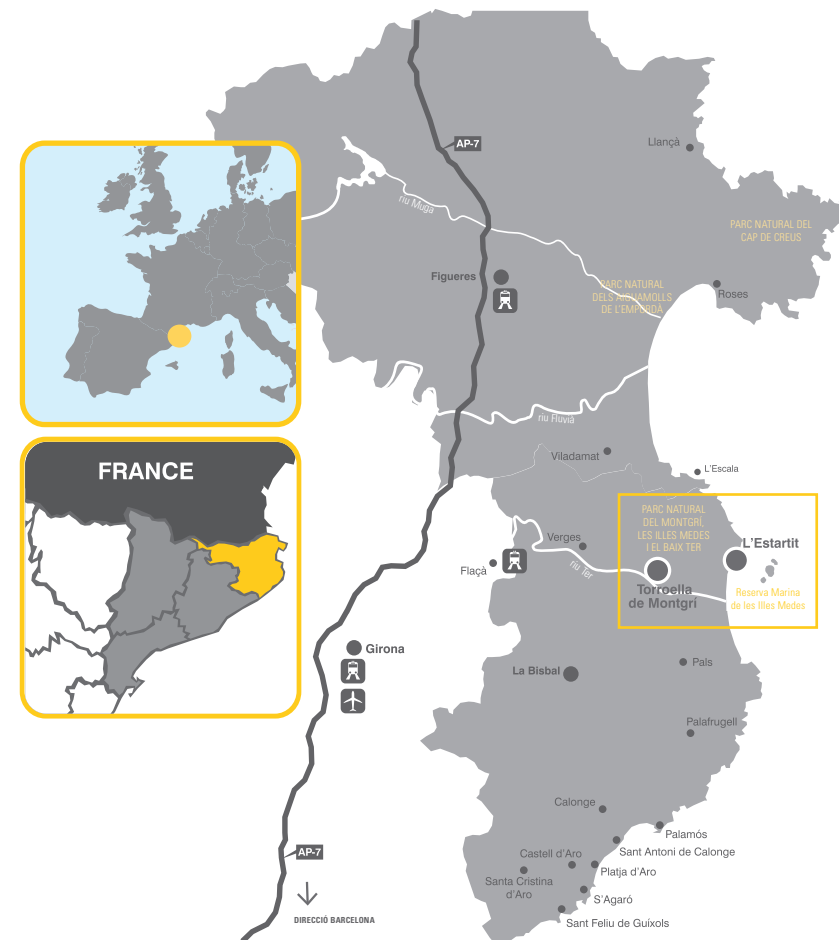 AP-7
Llançà
riu Muga
PARC NATURAL DEL
CAP DE CREUS
Figueres
PARC NATURAL
DELS AIGUAMOLLS
DE L'EMPORDÀ
Roses
riu Fluvià
Viladamat
L'Escala
FRANCE
PARC NATURAL
DEL MONTGRÍ,
LES ILLES MEDES
I EL BAIX TER
Verges
L'Estartit
Flaçà
riu Ter
Torroella
de Montgrí
Reserva Marina
de les Illes Medes
Girona
La Bisbal
Pals
Palafrugell
Calonge
Palamós
AP-7
Castell d'Aro
Sant Antoni de Calonge
Platja d'Aro
Santa Cristina
d'Aro
S'Agaró
DIRECCIÓ BARCELONA
Sant Feliu de Guíxols